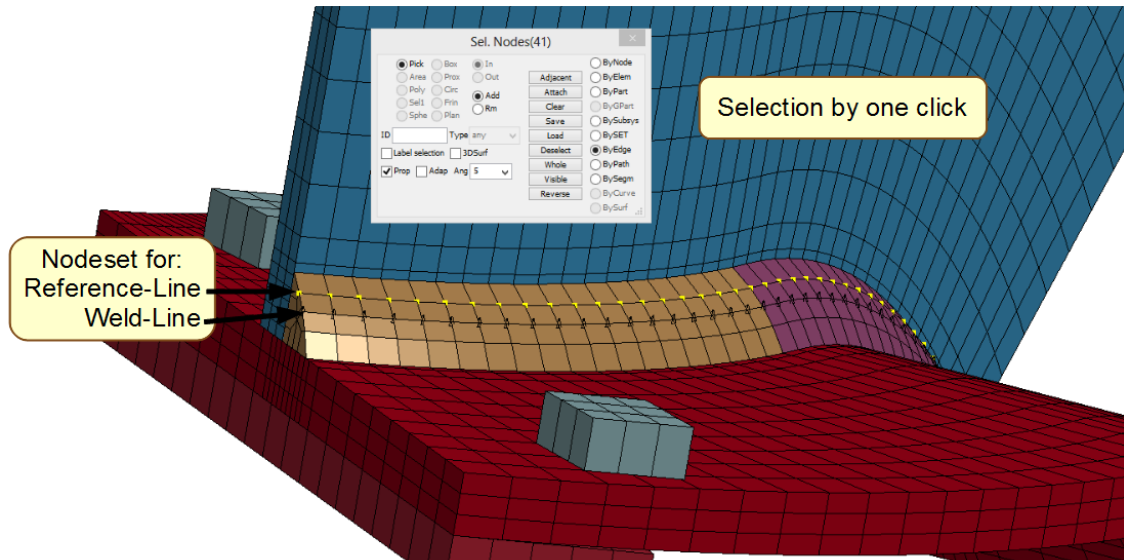 Sel. Nodes(41)
Pick Box In
Area Prox Out
Poly Circ Add
Sel1 Frin Rm
Sphe Plan
ID Type any
Label selection 3DSurf
Prop Adap Ang 5
Adjacent
Attach
Clear
Save
Load
Deselect
Whole
Visible
Reverse
ByNode
ByElem
ByPart
ByGPart
BySubsys
BySET
ByEdge
ByPath
BySegm
ByCurve
BySurf
Selection by one click
Nodeset for:
Reference-Line
Weld-Line